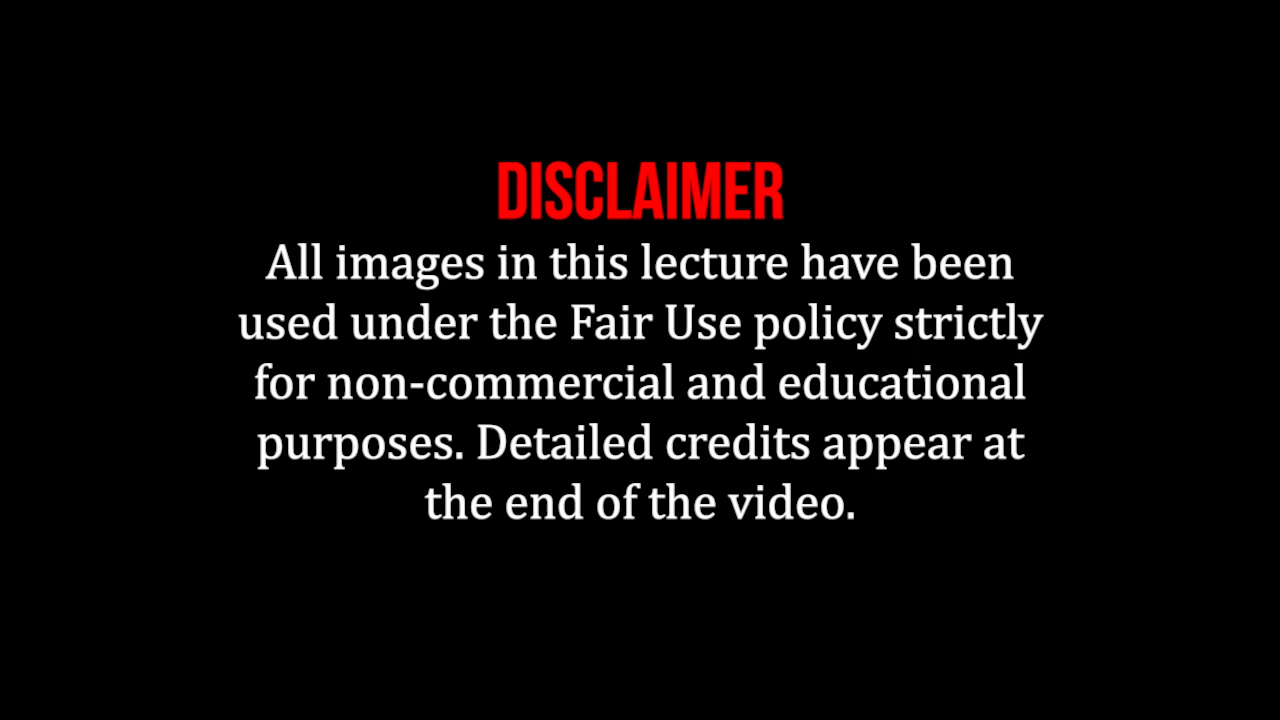 DISCLAIMER
All images in this lecture have been
used under the Fair Use policy strictly
for non-commercial and educational
purposes. Detailed credits appear at
the end of the video.